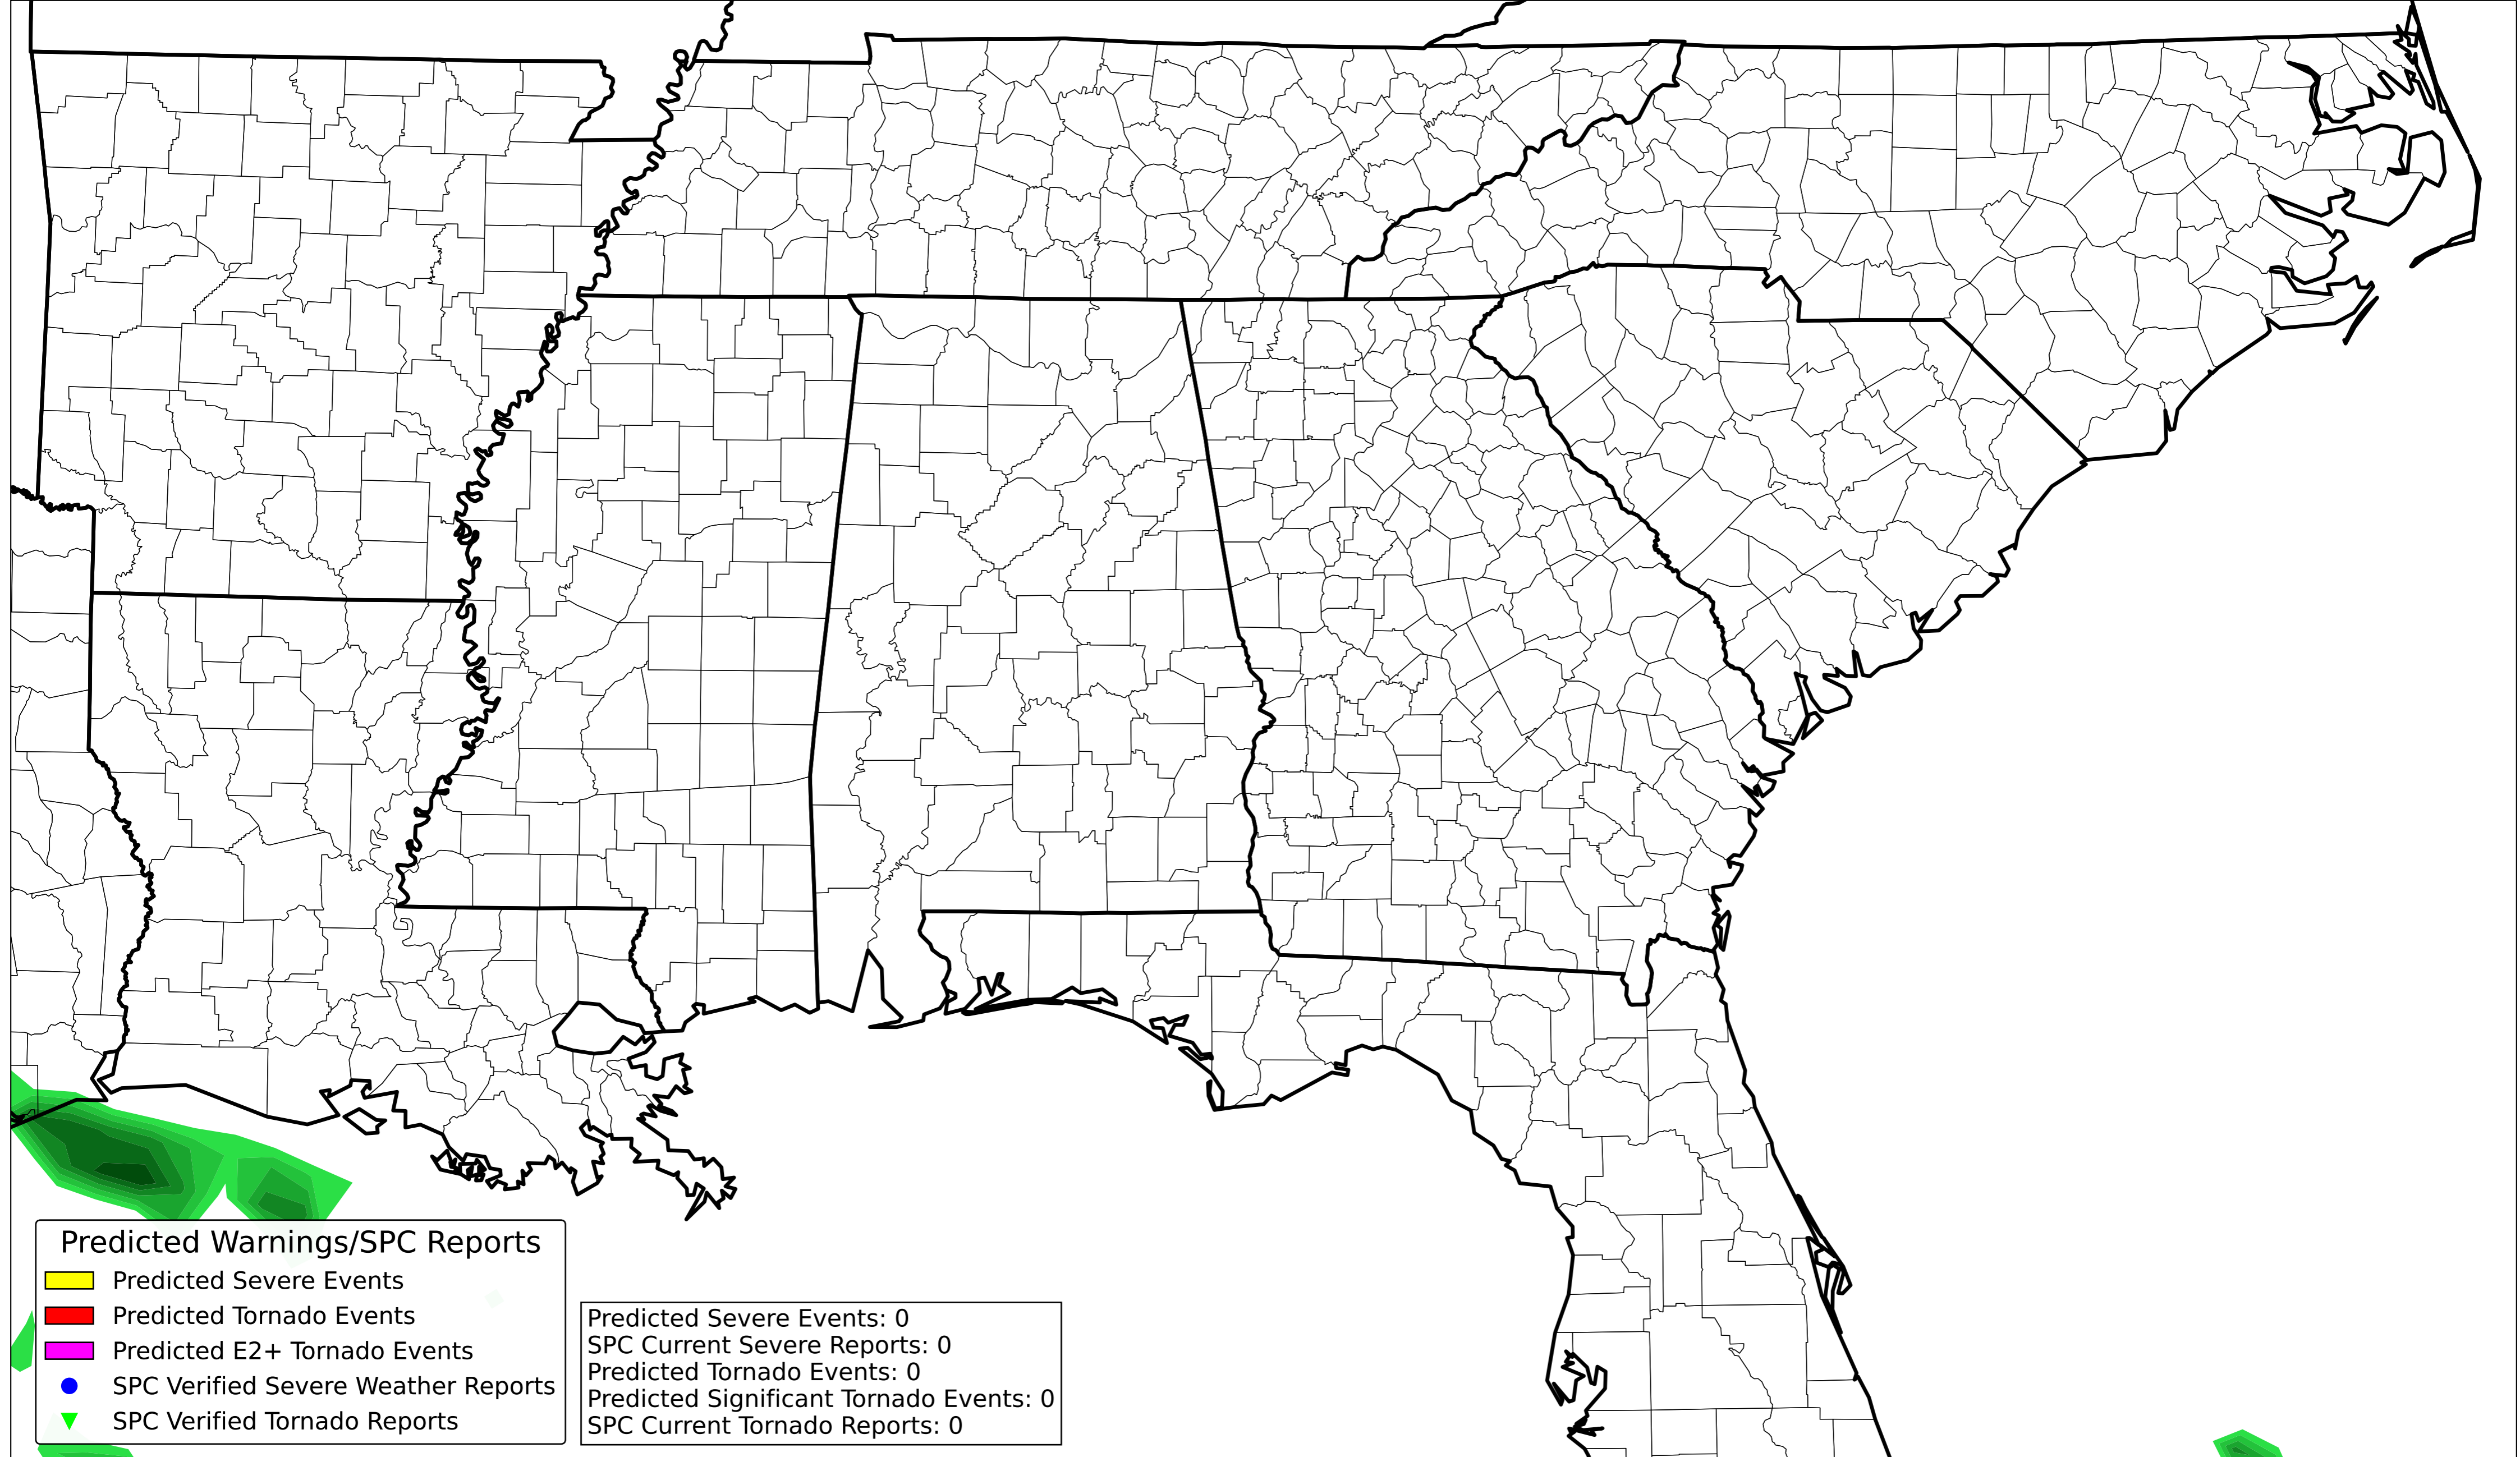 Predicted Warnings/SPC Reports
Predicted Severe Events
Predicted Tornado Events
Predicted E2+ Tornado Events
SPC Verified Severe Weather Reports
SPC Verified Tornado Reports
Predicted Severe Events: 0
SPC Current Severe Reports: 0
Predicted Tornado Events: 0
Predicted Significant Tornado Events: 0
SPC Current Tornado Reports: 0